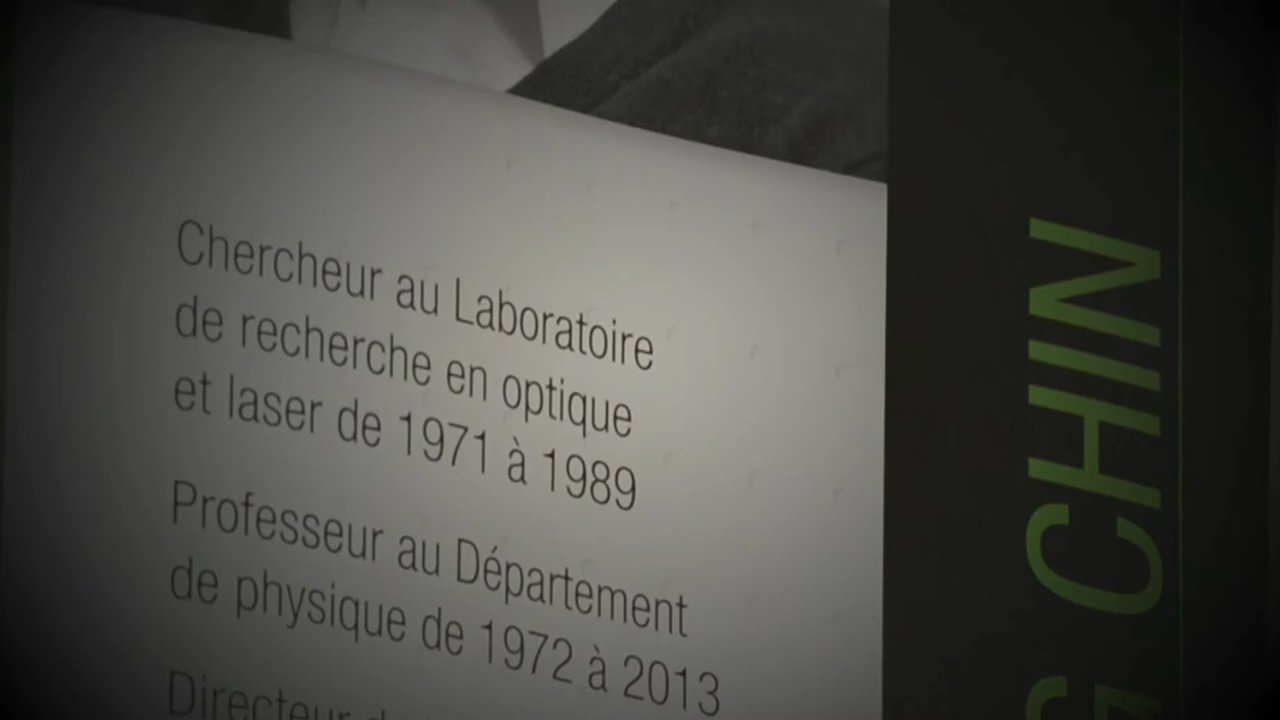 Chercheur au Laboratoire
de recherche en optique
et laser de 1971 à 1989
Professeur au Département
de physique de 1972 à 2013
Directeur
G CHIN